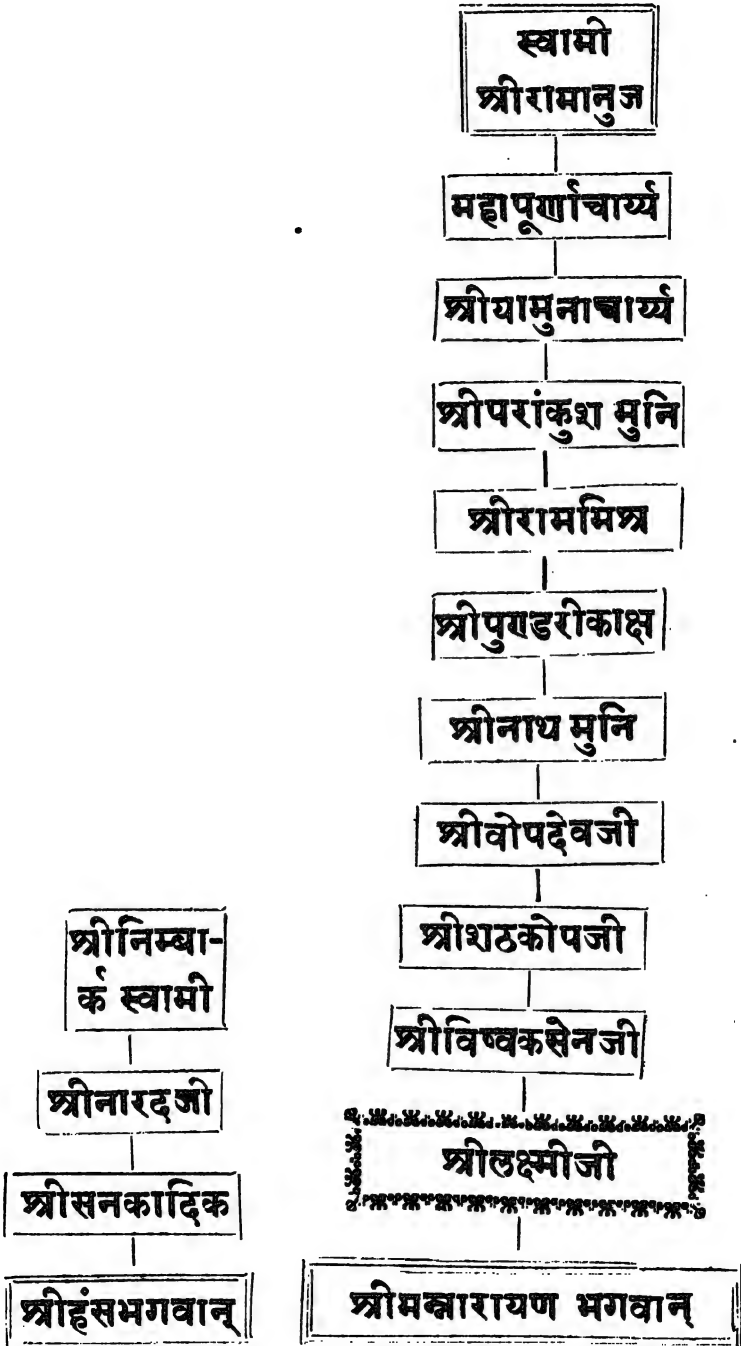 स्वामी
श्रीरामानुज
महापूर्णाचार्य्य
श्रीयामुनाचार्य्य
श्रीपरांकुश मुनि
श्रीराममिश्र
श्रीपुण्डरीकाक्ष
श्रीनाथ मुनि
श्रीवोपदेवजी
श्रीशठकोपजी
श्रीविष्वकसेनजी
श्रीलक्ष्मीजी
श्रीमन्नारायण भगवान्
श्रीनिम्बा-
र्क स्वामी
श्रीनारदजी
श्रीसनकादिक
श्रीहंसभगवान्